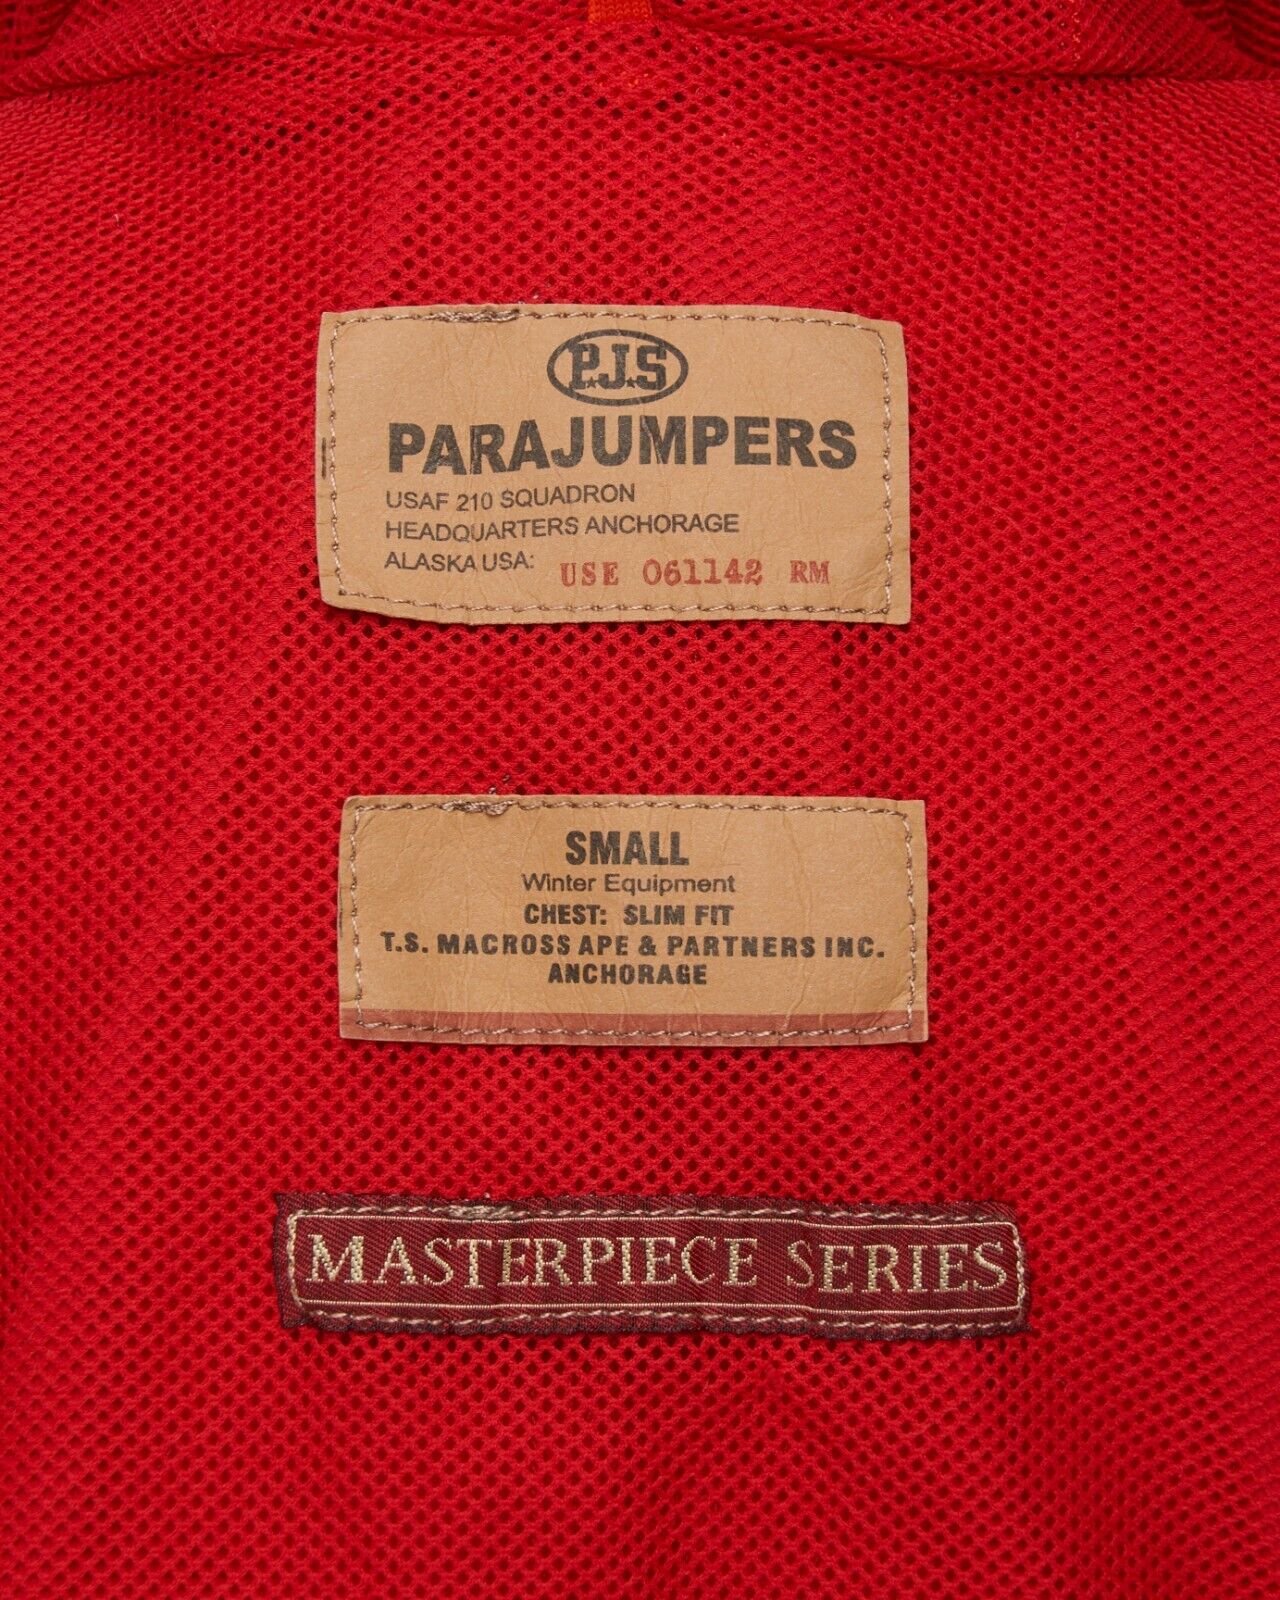 P.J.S
PARAJUMPERS
USAF 210 SQUADRON
HEADQUARTERS ANCHORAGE
ALASKA USA: USE 061142 RM
SMALL
Winter Equipment
CHEST: SLIM FIT
T.S. MACROSS APE & PARTNERS INC.
ANCHORAGE
MASTERPIECE SERIES